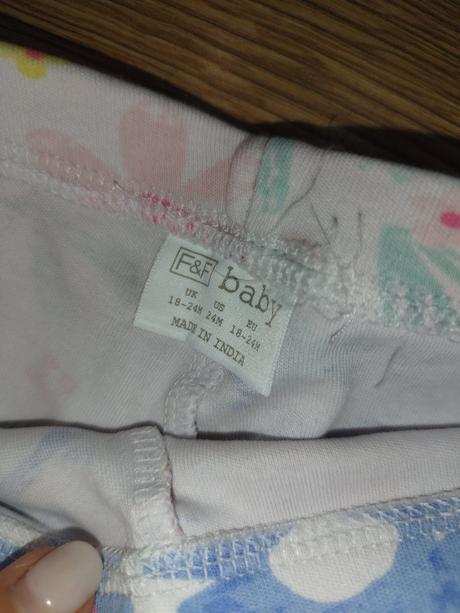 F&F baby
UK US EU
18-24M 24M 18-24M
MADE IN INDIA